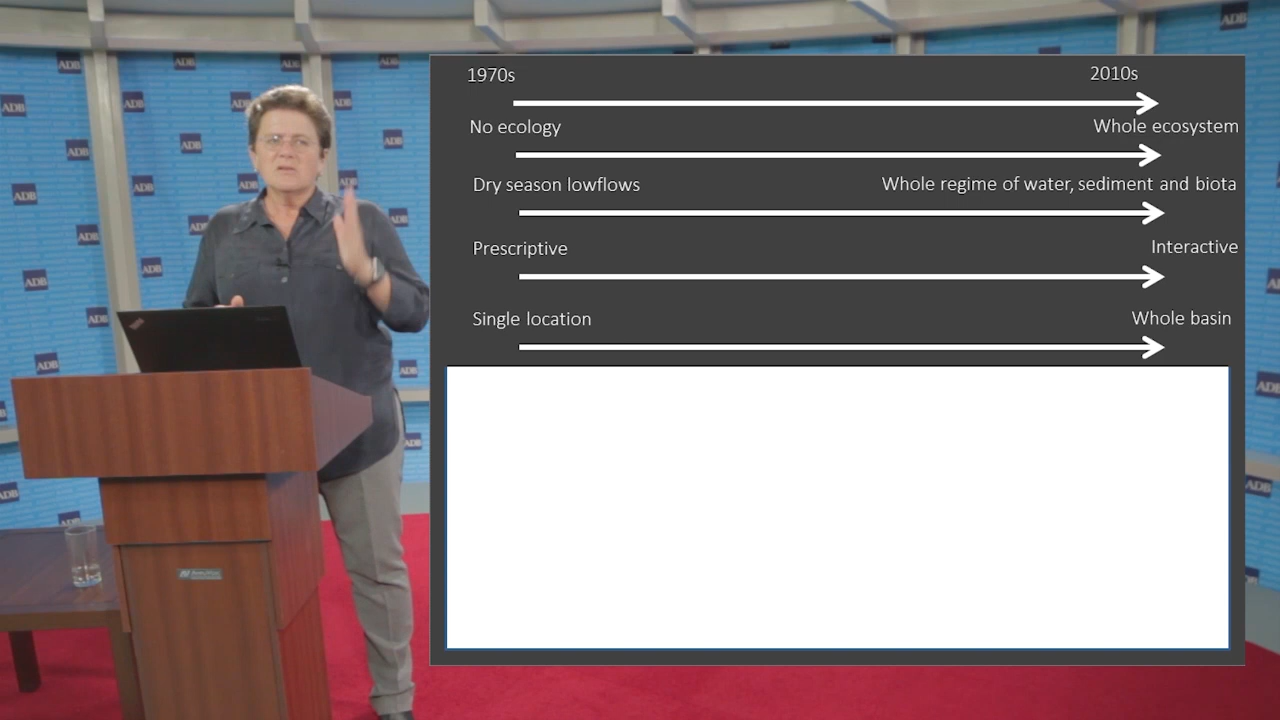 1970s 2010s
No ecology Whole ecosystem
Dry season lowflows Whole regime of water, sediment and biota
Prescriptive Interactive
Single location Whole basin
ADB